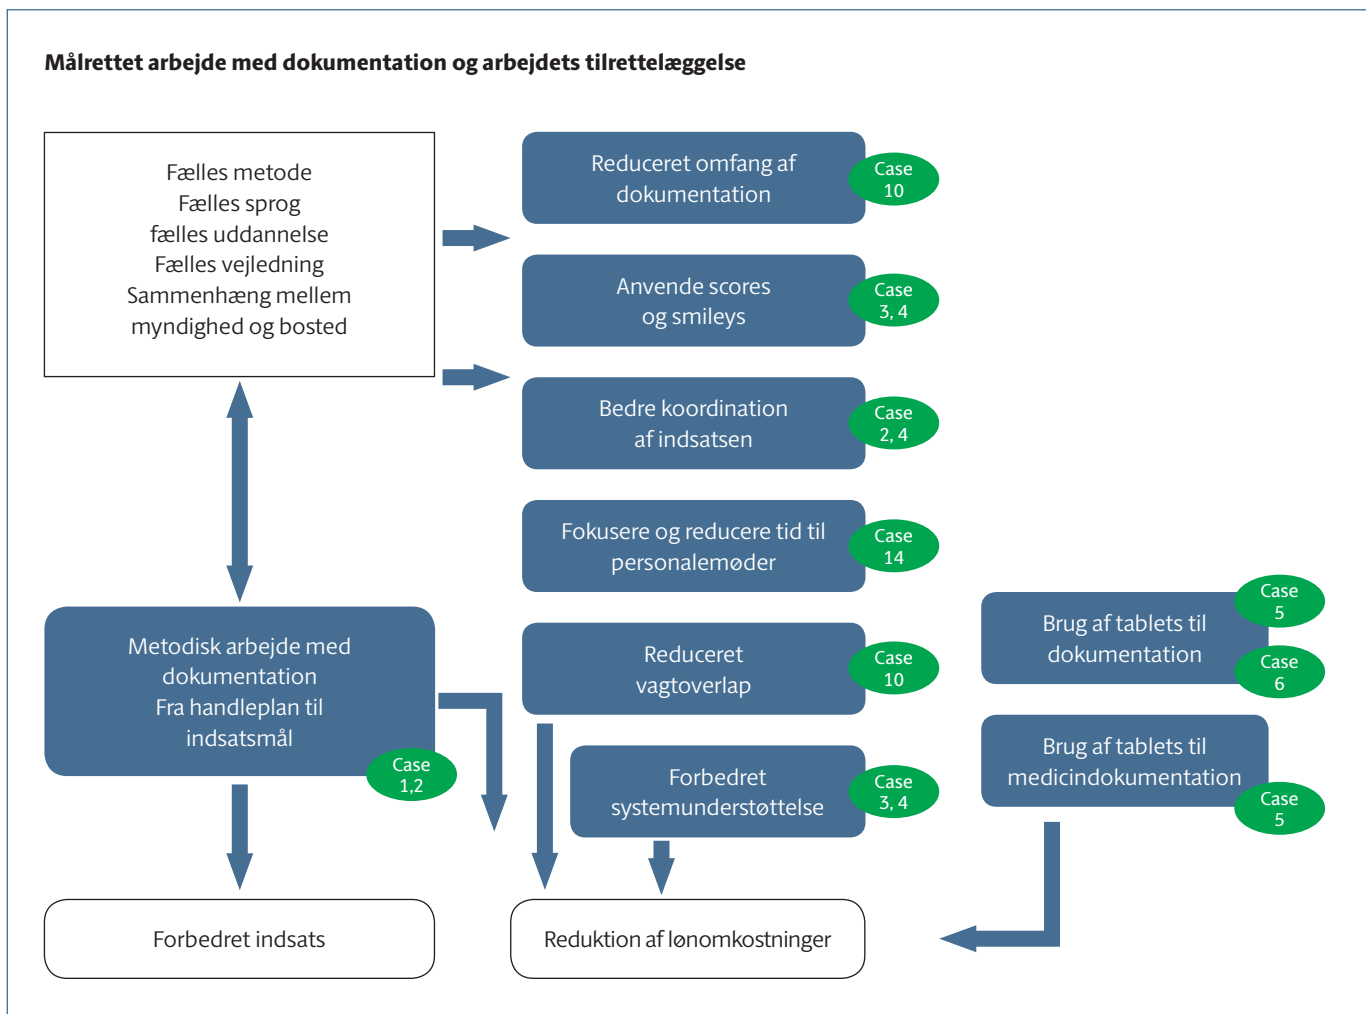 Målrettet arbejde med dokumentation og arbejdets tilrettelæggelse
Fælles metode
Fælles sprog
fælles uddannelse
Fælles vejledning
Sammenhæng mellem
myndighed og bosted
Reduceret omfang af
dokumentation
Case
10
Anvende scores
og smileys
Case
3, 4
Bedre koordination
af indsatsen
Case
2, 4
Fokusere og reducere tid til
personalemøder
Case
14
Metodisk arbejde med
dokumentation
Fra handleplan til
indsatsmål
Case
1,2
Reduceret
vagtoverlap
Case
10
Forbedret
systemunderstøttelse
Case
3, 4
Brug af tablets til
dokumentation
Case
5
Case
6
Brug af tablets til
medicindokumentation
Case
5
Forbedret indsats
Reduktion af lønomkostninger